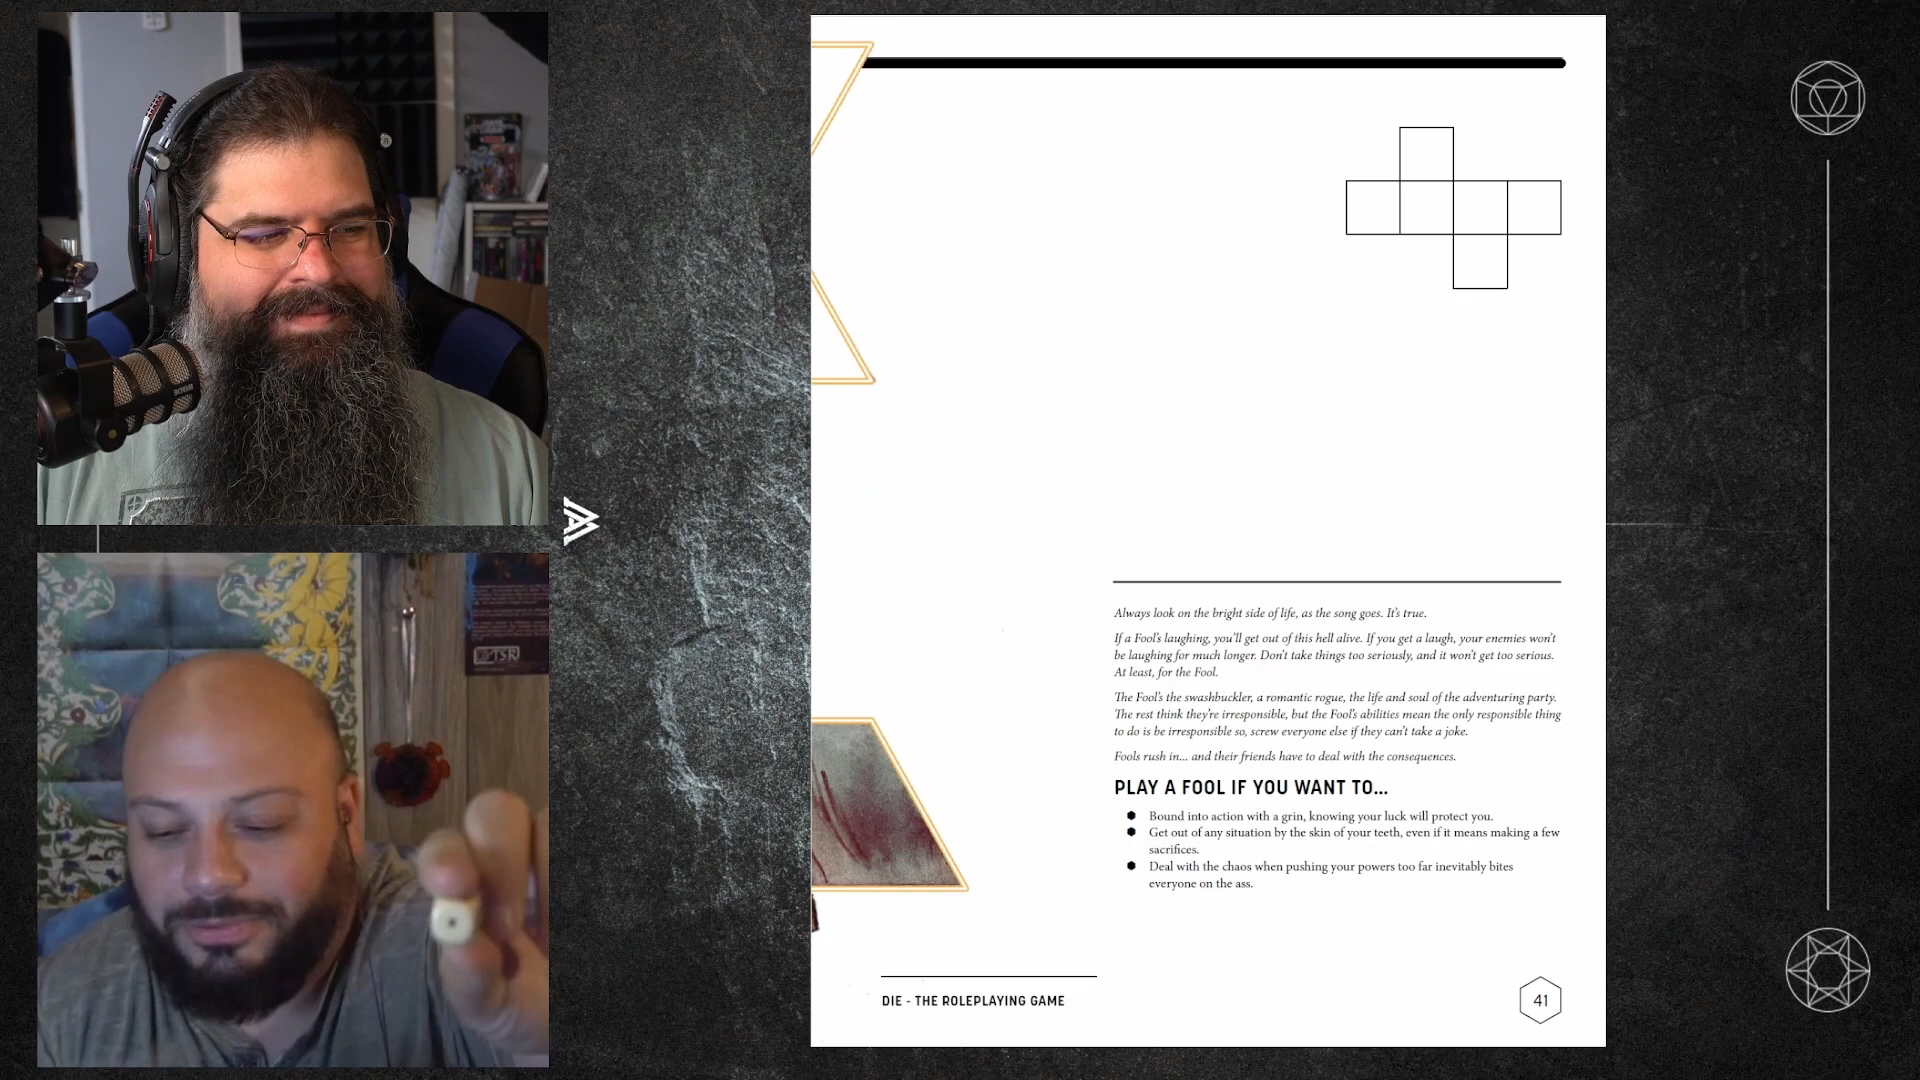 Always look on the bright side of life, as the song goes. It's true.
If a Fool's laughing, you'll get out of this hell alive. If you get a laugh, your enemies won't
be laughing for much longer. Don't take things too seriously, and it won't get too serious.
At least, for the Fool.
The Fool's the swashbuckler, a romantic rogue, the life and soul of the adventuring party.
The rest think they're irresponsible, but the Fool's abilities mean the only responsible thing
to do is be irresponsible so, screw everyone else if they can't take a joke.
Fools rush in... and their friends have to deal with the consequences.
PLAY A FOOL IF YOU WANT TO...
Bound into action with a grin, knowing your luck will protect you.
Get out of any situation by the skin of your teeth, even if it means making a few
sacrifices.
Deal with the chaos when pushing your powers too far inevitably bites
everyone on the ass.
DIE - THE ROLEPLAYING GAME
41
RODE
TSR